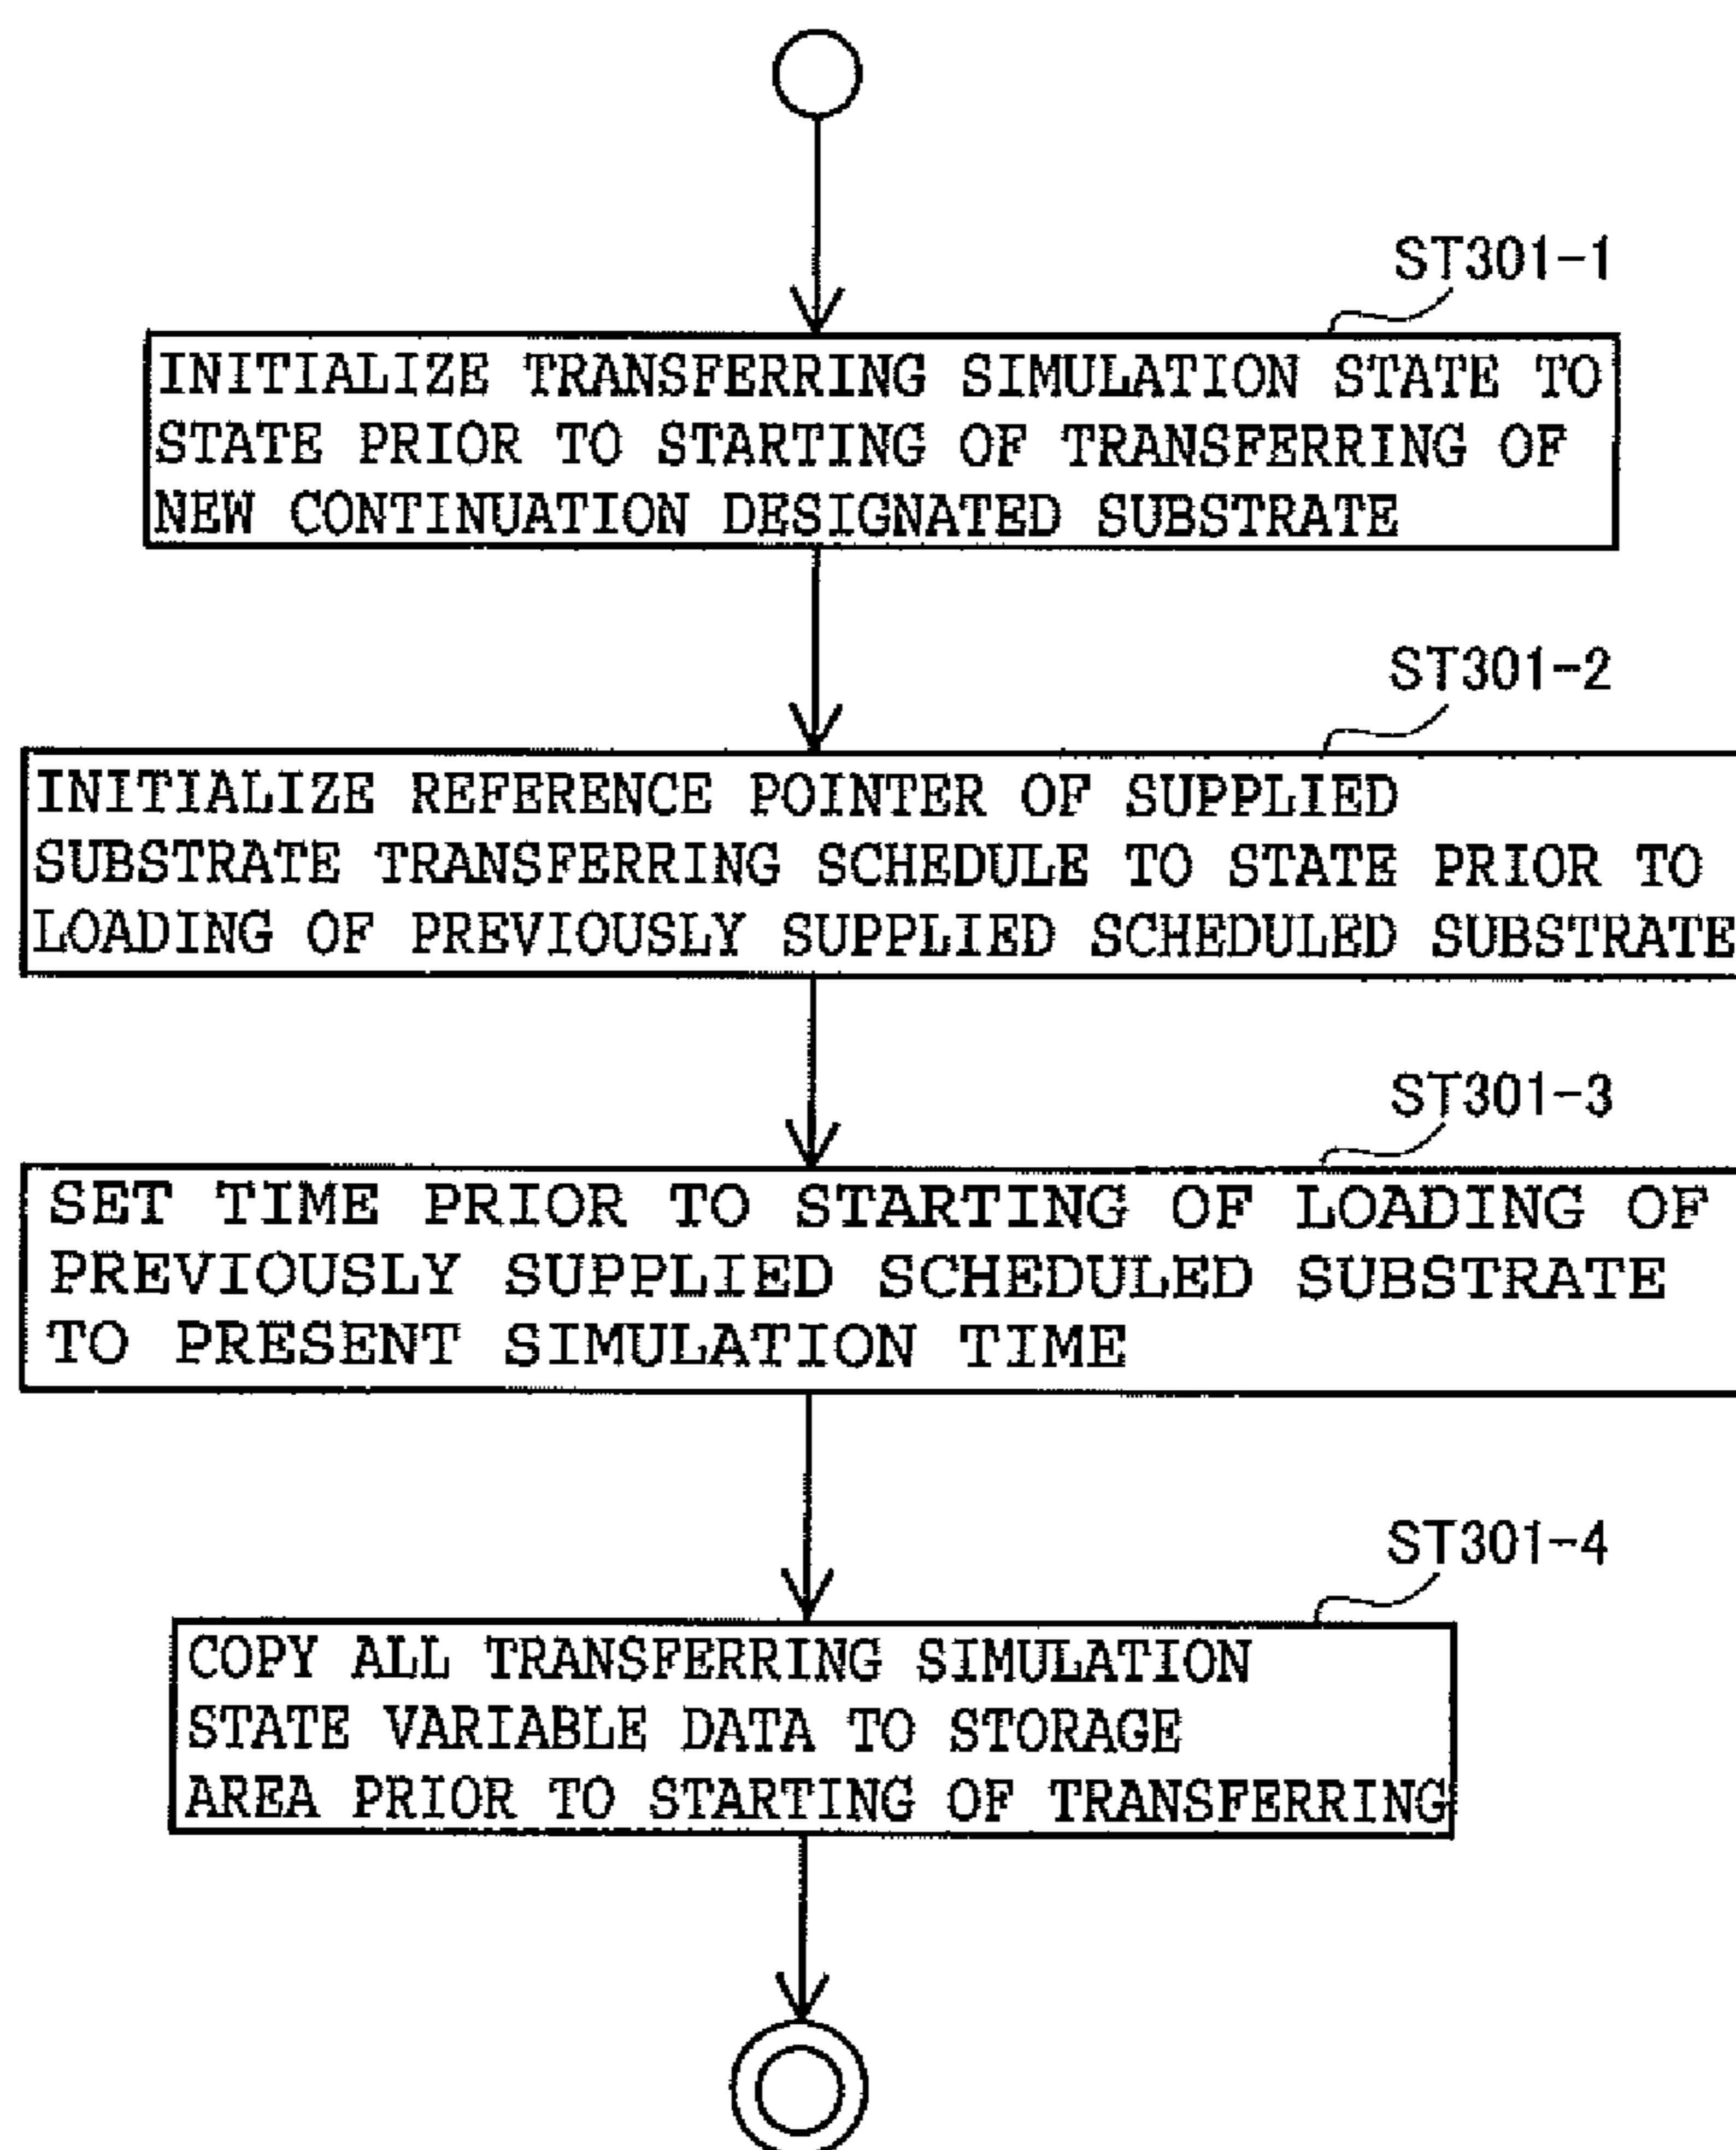 ST301-1
INITIALIZE TRANSFERRING SIMULATION STATE TO
STATE PRIOR TO STARTING OF TRANSFERRING OF
NEW CONTINUATION DESIGNATED SUBSTRATE
ST301-2
INITIALIZE REFERENCE POINTER OF SUPPLIED
SUBSTRATE TRANSFERRING SCHEDULE TO STATE PRIOR TO
LOADING OF PREVIOUSLY SUPPLIED SCHEDULED SUBSTRATE
ST301-3
SET TIME PRIOR TO STARTING OF LOADING OF
PREVIOUSLY SUPPLIED SCHEDULED SUBSTRATE
TO PRESENT SIMULATION TIME
ST301-4
COPY ALL TRANSFERRING SIMULATION
STATE VARIABLE DATA TO STORAGE
AREA PRIOR TO STARTING OF TRANSFERRING